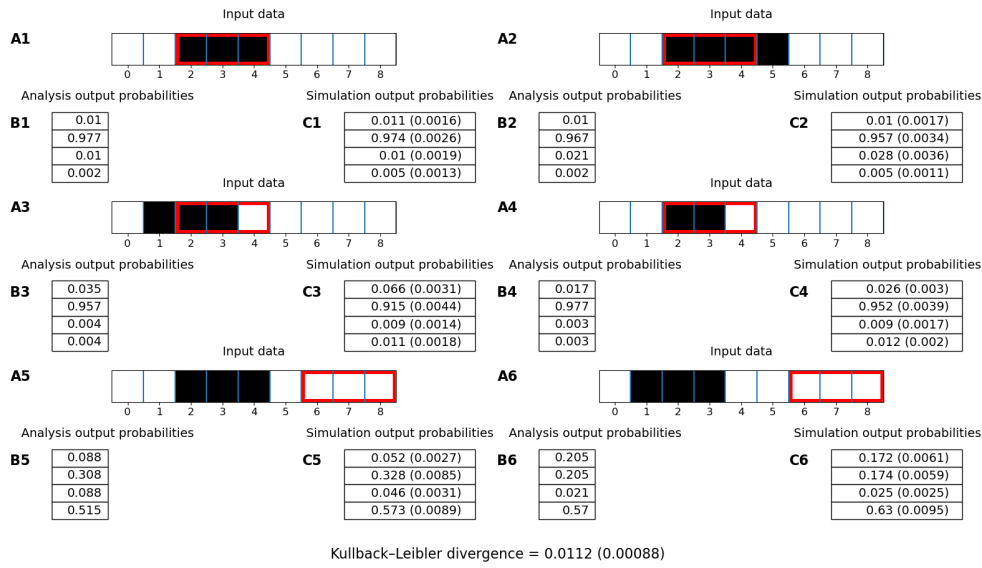 Input data Input data
A1 A2
0 1 2 3 4 5 6 7 8 0 1 2 3 4 5 6 7 8
Analysis output probabilities Simulation output probabilities Analysis output probabilities Simulation output probabilities
B1 0.01 C1 0.011 (0.0016) B2 0.01 C2 0.01 (0.0017)
0.977 0.974 (0.0026) 0.967 0.957 (0.0034)
0.01 0.01 (0.0019) 0.021 0.028 (0.0036)
0.002 0.005 (0.0013) 0.002 0.005 (0.0011)
Input data Input data
A3 A4
0 1 2 3 4 5 6 7 8 0 1 2 3 4 5 6 7 8
Analysis output probabilities Simulation output probabilities Analysis output probabilities Simulation output probabilities
B3 0.035 C3 0.066 (0.0031) B4 0.017 C4 0.026 (0.003)
0.957 0.915 (0.0044) 0.977 0.952 (0.0039)
0.004 0.009 (0.0014) 0.003 0.009 (0.0017)
0.004 0.011 (0.0018) 0.003 0.012 (0.002)
Input data Input data
A5 A6
0 1 2 3 4 5 6 7 8 0 1 2 3 4 5 6 7 8
Analysis output probabilities Simulation output probabilities Analysis output probabilities Simulation output probabilities
B5 0.088 C5 0.052 (0.0027) B6 0.205 C6 0.172 (0.0061)
0.308 0.328 (0.0085) 0.205 0.174 (0.0059)
0.088 0.046 (0.0031) 0.021 0.025 (0.0025)
0.515 0.573 (0.0089) 0.57 0.63 (0.0095)
Kullback–Leibler divergence = 0.0112 (0.00088)